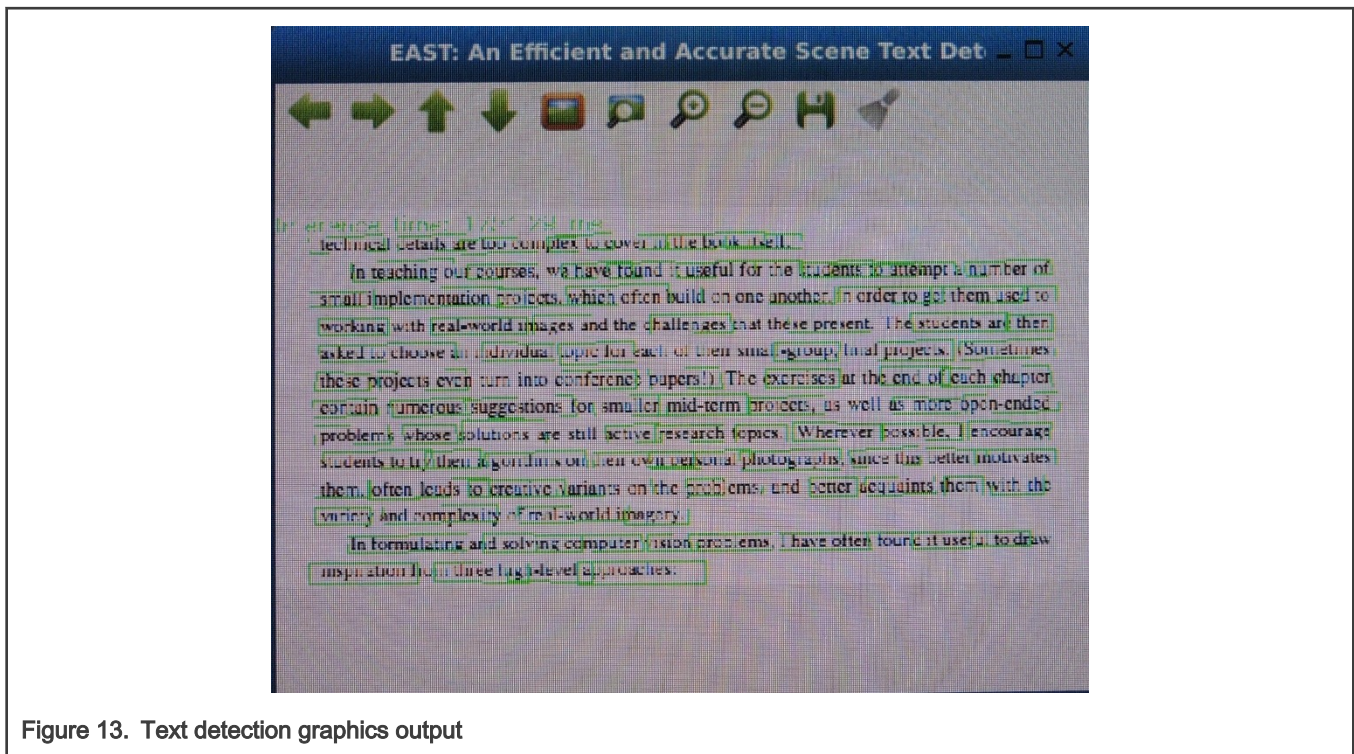 EAST: An Efficient and Accurate Scene Text Det
Inference time: ms
technical details are too complex to cover in the book itself.
In teaching our courses, we have found it useful for the students to attempt a number of
small implementation projects, which often build on one another, in order to get them used to
working with real-world images and the challenges that these present. The students are then
asked to choose an individual topic for each of their small-group, final projects. (Sometimes
these projects even turn into conference papers!) The exercises at the end of each chapter
contain numerous suggestions for smaller mid-term projects, as well as more open-ended
problems whose solutions are still active research topics. Wherever possible, I encourage
students to try their algorithms on their own personal photographs, since this better motivates
them, often leads to creative variants on the problems, and better acquaints them with the
variety and complexity of real-world imagery.
In formulating and solving computer vision problems, I have often found it useful to draw
inspiration from three high-level approaches:
Figure 13. Text detection graphics output